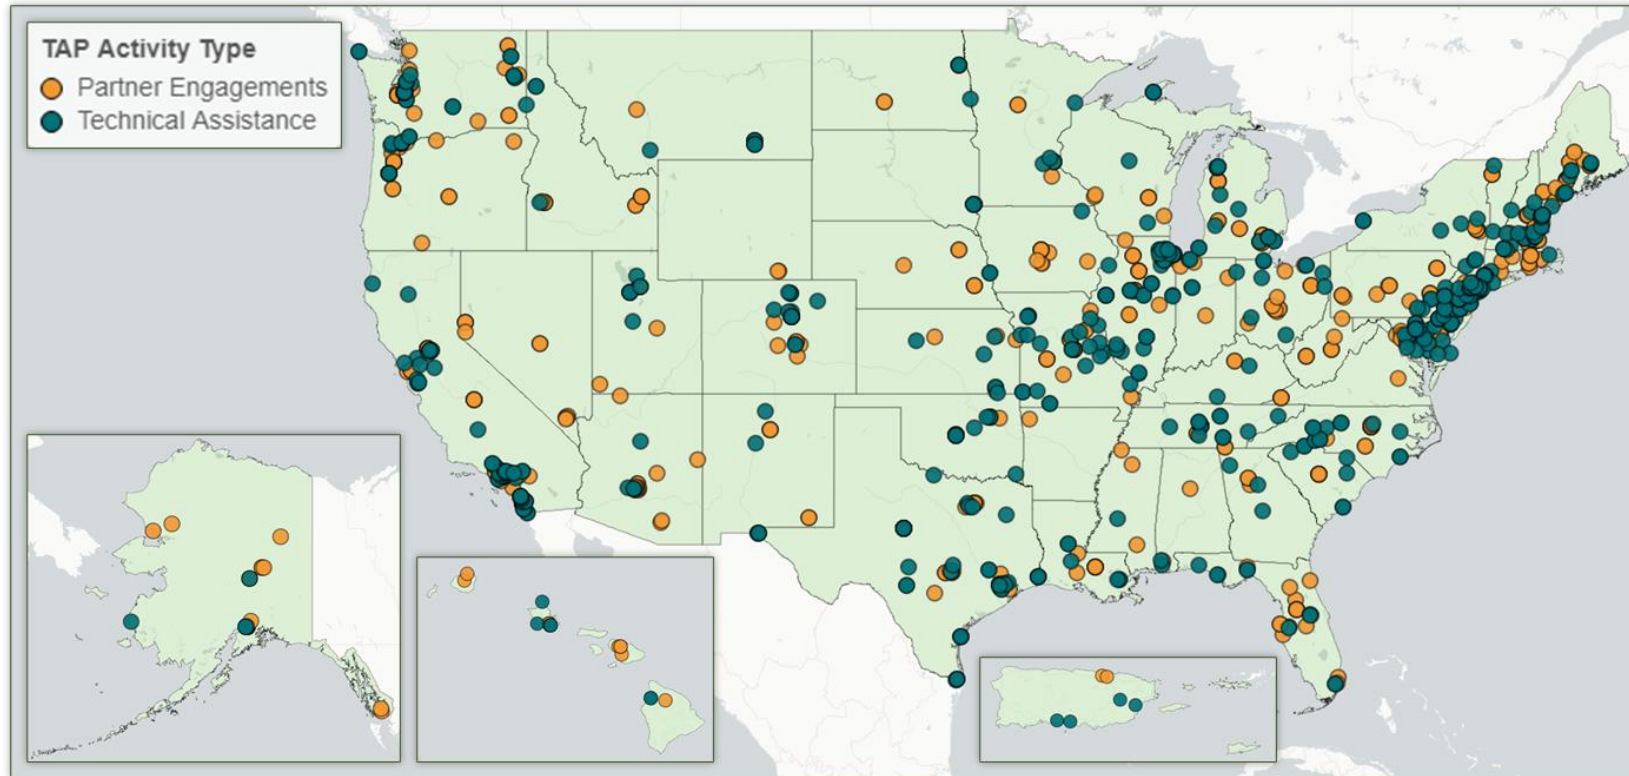 TAP Activity Type
Partner Engagements
Technical Assistance